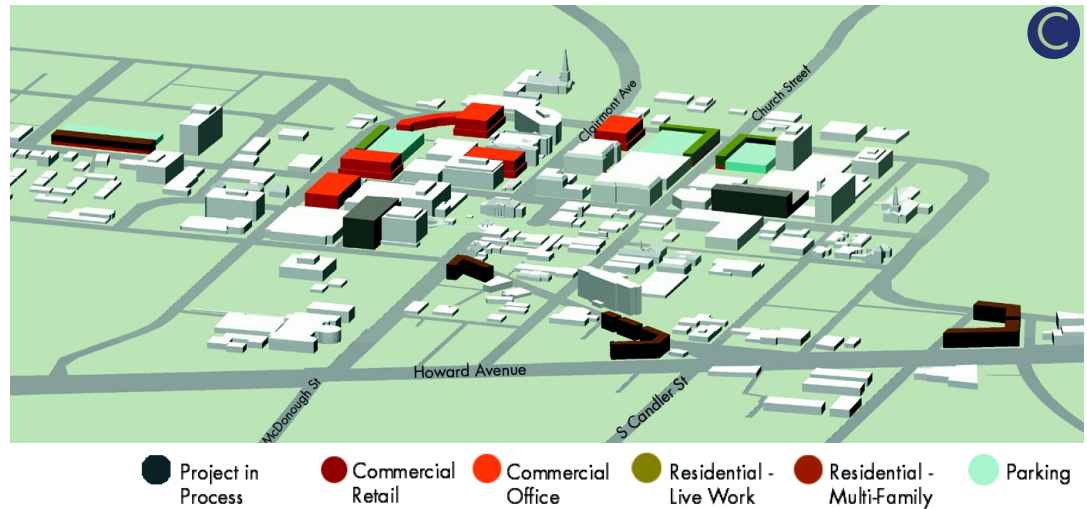 C
Clairmont Ave
Church Street
Howard Avenue
McDonough St
S Candler St
Project in
Process
Commercial
Retail
Commercial
Office
Residential -
Live Work
Residential -
Multi-Family
Parking